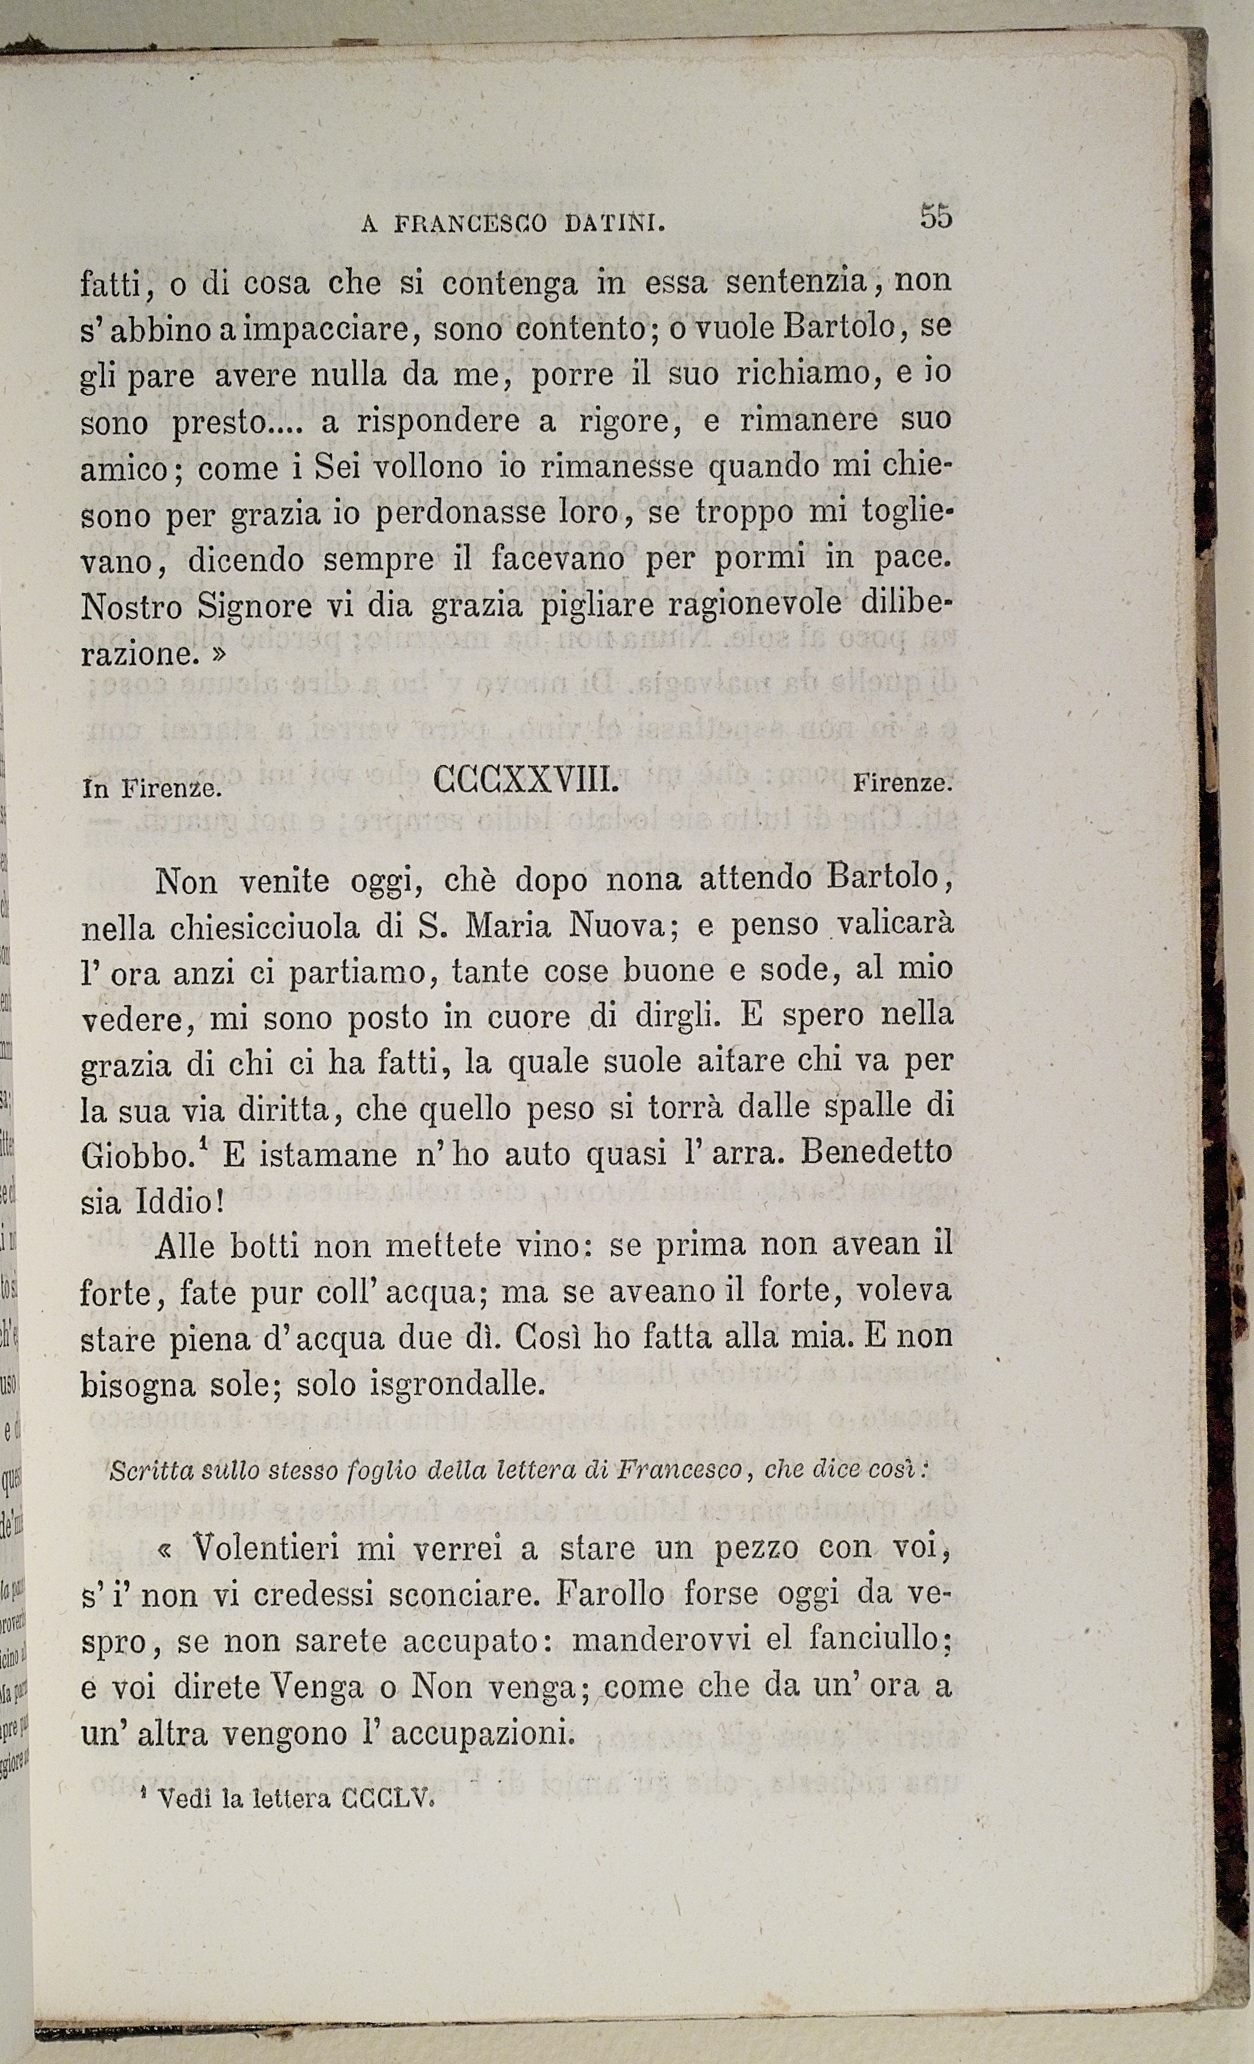 A FRANCESCO DATINI. 55
fatti, o di cosa che si contenga in essa sentenzia, non
s' abbino a impacciare, sono contento; o vuole Bartolo, se
gli pare avere nulla da me, porre il suo richiamo, e io
sono presto.... a rispondere a rigore, e rimanere suo
amico; come i Sei vollono io rimanesse quando mi chie-
sono per grazia io perdonasse loro, se troppo mi toglie-
vano, dicendo sempre il facevano per pormi in pace.
Nostro Signore vi dia grazia pigliare ragionevole dilibe-
razione. »
In Firenze. CCCXXVIII. Firenze.
Non venite oggi, chè dopo nona attendo Bartolo,
nella chiesicciuola di S. Maria Nuova; e penso valicarà
l' ora anzi ci partiamo, tante cose buone e sode, al mio
vedere, mi sono posto in cuore di dirgli. E spero nella
grazia di chi ci ha fatti, la quale suole aitare chi va per
la sua via diritta, che quello peso si torrà dalle spalle di
Giobbo.¹ E istamane n' ho auto quasi l' arra. Benedetto
sia Iddio!
Alle botti non mettete vino: se prima non avean il
forte, fate pur coll' acqua; ma se aveano il forte, voleva
stare piena d' acqua due dì. Così ho fatta alla mia. E non
bisogna sole; solo isgrondalle.
Scritta sullo stesso foglio della lettera di Francesco, che dice così:
« Volentieri mi verrei a stare un pezzo con voi,
s' i' non vi credessi sconciare. Farollo forse oggi da ve-
spro, se non sarete accupato: manderovvi el fanciullo;
e voi direte Venga o Non venga; come che da un' ora a
un' altra vengono l' accupazioni.
¹ Vedi la lettera CCCLV.